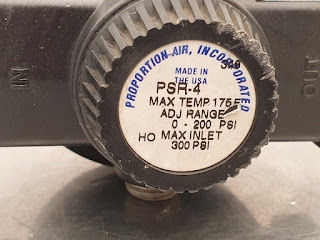 PROPORTION AIR, INCORPORATED
MADE IN
THE USA
PSR-4
MAX TEMP 175 F
ADJ RANGE
0 - 200 PSI
HO MAX INLET
300 PSI
IN
OUT